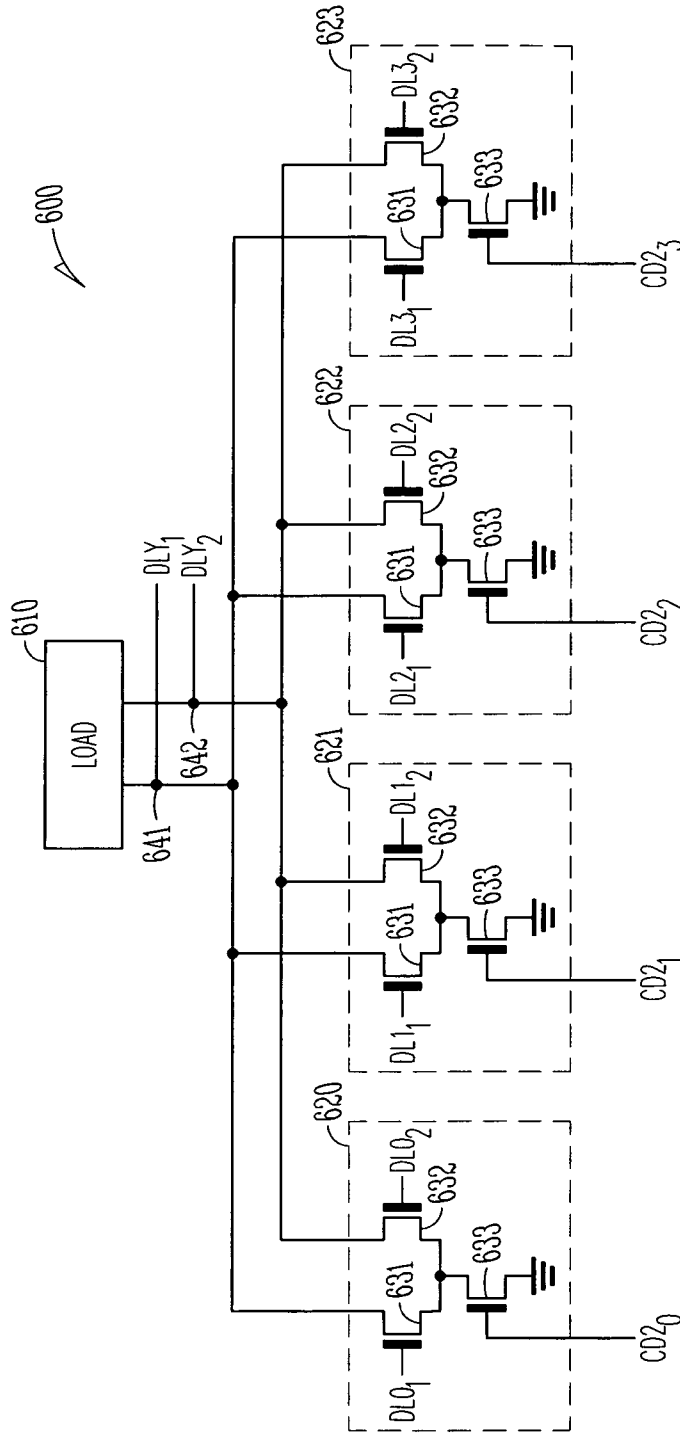 600
610
LOAD
DLY₁
DLY₂
641
642
620
DL0₁
631
DL0₂
632
633
CD2₀
621
DL1₁
631
DL1₂
632
633
CD2₁
622
DL2₁
631
DL2₂
632
633
CD2₂
623
DL3₁
631
DL3₂
632
633
CD2₃